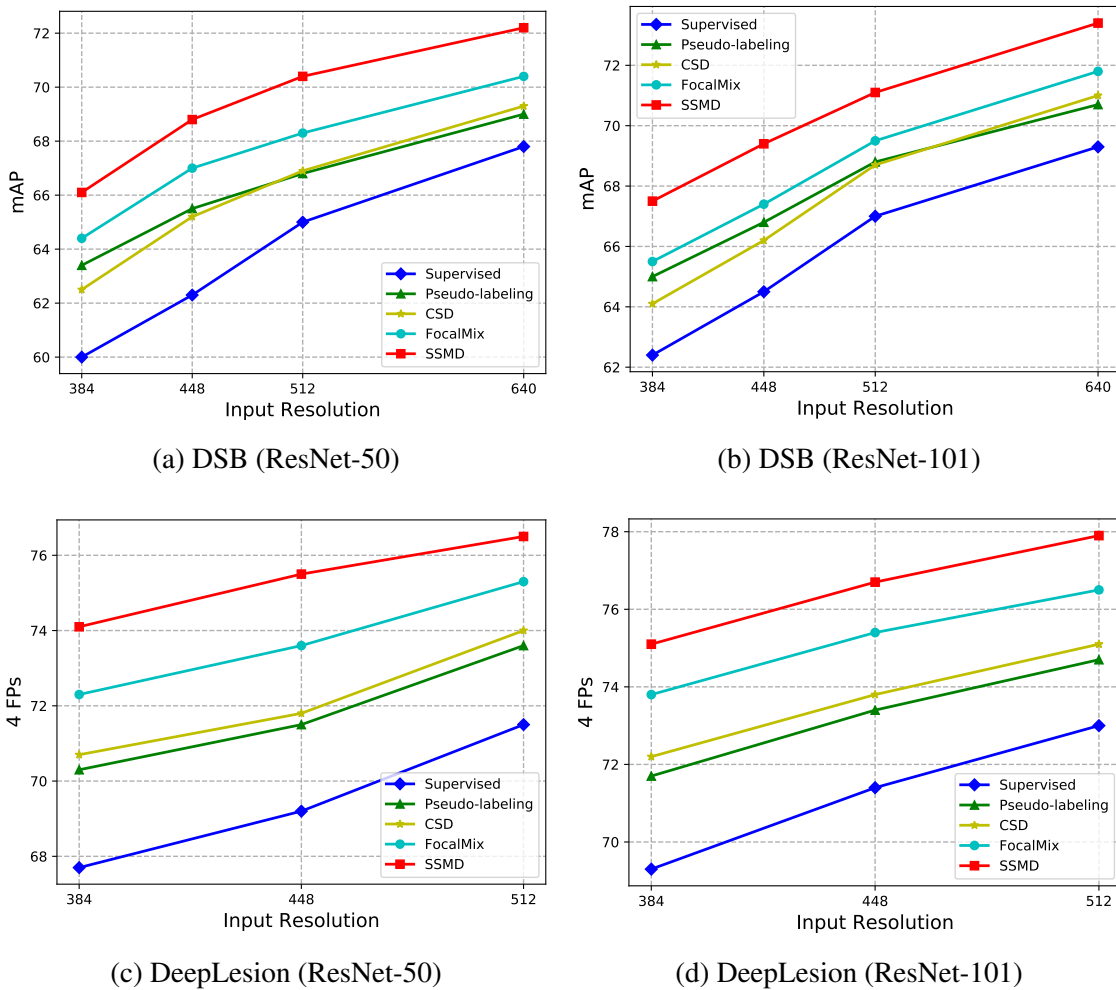 72
70
68
66
64
62
60
mAP
384
448
512
640
Input Resolution
Supervised
Pseudo-labeling
CSD
FocalMix
SSMD
(a) DSB (ResNet-50)
72
70
68
66
64
62
mAP
384
448
512
640
Input Resolution
Supervised
Pseudo-labeling
CSD
FocalMix
SSMD
(b) DSB (ResNet-101)
76
74
72
70
68
4 FPs
384
448
512
Input Resolution
Supervised
Pseudo-labeling
CSD
FocalMix
SSMD
(c) DeepLesion (ResNet-50)
78
76
74
72
70
4 FPs
384
448
512
Input Resolution
Supervised
Pseudo-labeling
CSD
FocalMix
SSMD
(d) DeepLesion (ResNet-101)